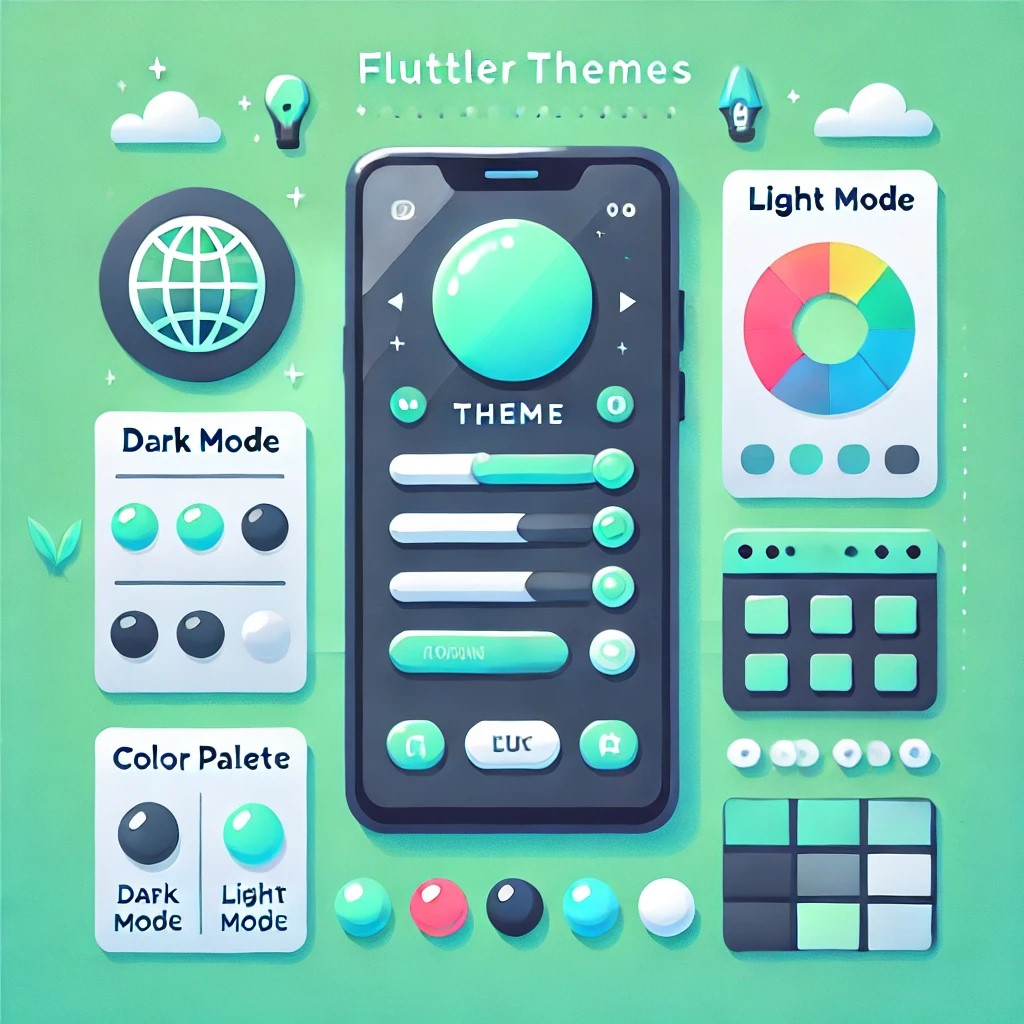 Fluttler Themes
Light Mode
THEME
Dark Mode
Color Palete
Dark
Mode
Light
Mode